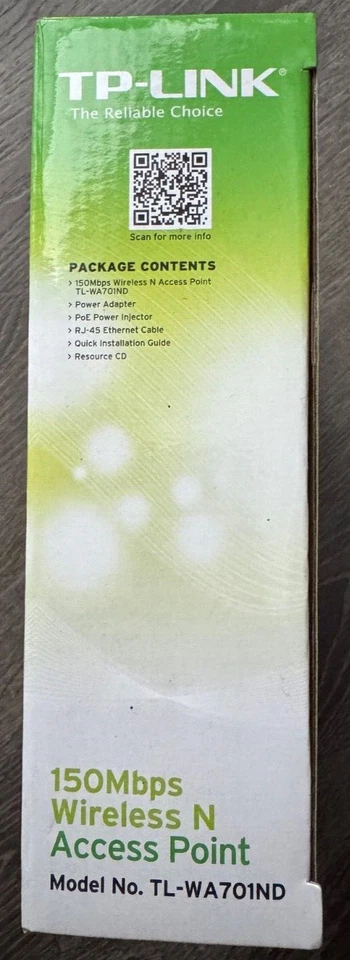 TP-LINK®
The Reliable Choice
Scan for more info
PACKAGE CONTENTS
> 150Mbps Wireless N Access Point
TL-WA701ND
> Power Adapter
> PoE Power Injector
> RJ-45 Ethernet Cable
> Quick Installation Guide
> Resource CD
150Mbps
Wireless N
Access Point
Model No. TL-WA701ND